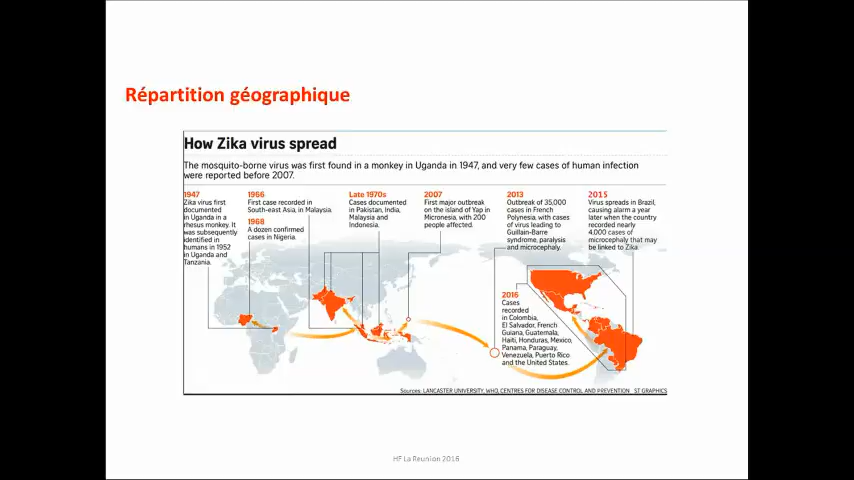 Répartition géographique
How Zika virus spread
The mosquito-borne virus was first found in a monkey in Uganda in 1947, and very few cases of human infection
were reported before 2007.
1947
Zika virus first
documented
in Uganda in a
rhesus monkey. It
was subsequently
identified in
humans in 1952
in Uganda and
Tanzania.
1966
First case recorded in
South-east Asia, in Malaysia.
1968
A dozen confirmed
cases in Nigeria.
Late 1970s
Cases documented
in Pakistan, India,
Malaysia and
Indonesia.
2007
First major outbreak
on the island of Yap in
Micronesia, with 200
people affected.
2013
Outbreak of 35,000
cases in French
Polynesia, with cases
of virus leading to
Guillain-Barre
syndrome, paralysis
and microcephaly.
2015
Virus spreads in Brazil,
causing alarm a year
later when the country
recorded nearly
4,000 cases of
microcephaly that may
be linked to Zika.
2016
Cases
recorded
in Colombia,
El Salvador, French
Guiana, Guatemala,
Haiti, Honduras, Mexico,
Panama, Paraguay,
Venezuela, Puerto Rico
and the United States.
Sources: LANCASTER UNIVERSITY, WHO, CENTRES FOR DISEASE CONTROL AND PREVENTION ST GRAPHICS
HF La Réunion 2016